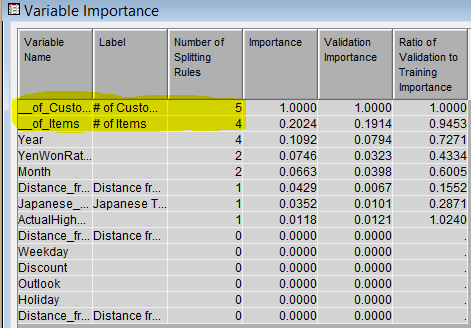 Variable Importance
Variable Name Label Number of Splitting Rules Importance Validation Importance Ratio of Validation to Training Importance
__of_Custo... # of Custo... 5 1.0000 1.0000 1.0000
__of_Items # of Items 4 0.2024 0.1914 0.9453
Year 4 0.1092 0.0794 0.7271
YenWonRat... 2 0.0746 0.0323 0.4334
Month 2 0.0663 0.0398 0.6005
Distance_fr... Distance fr... 1 0.0429 0.0067 0.1552
Japanese_... Japanese T... 1 0.0352 0.0101 0.2871
ActualHigh... 1 0.0118 0.0121 1.0240
Distance_fr... Distance fr... 0 0.0000 0.0000 .
Weekday 0 0.0000 0.0000 .
Discount 0 0.0000 0.0000 .
Outlook 0 0.0000 0.0000 .
Holiday 0 0.0000 0.0000 .
Distance_fr... Distance fr... 0 0.0000 0.0000 .